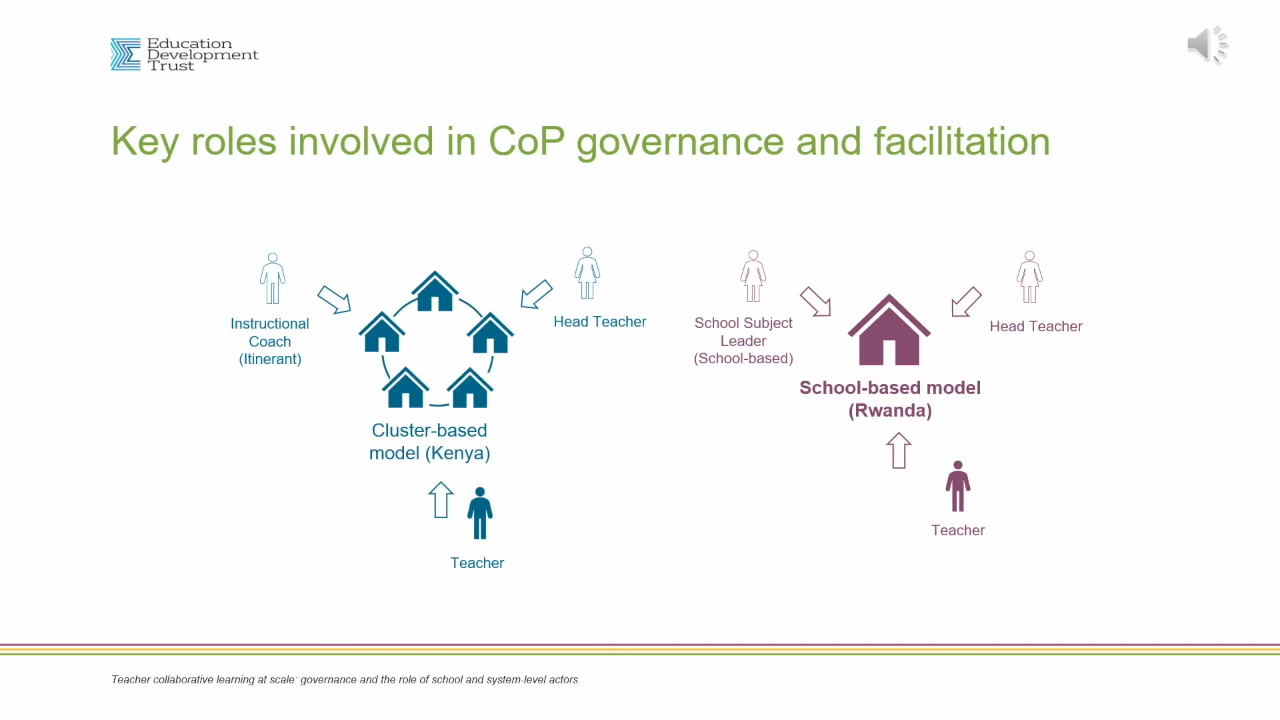 Education
Development
Trust
Key roles involved in CoP governance and facilitation
Instructional
Coach
(Itinerant)
Head Teacher
Cluster-based
model (Kenya)
Teacher
School Subject
Leader
(School-based)
Head Teacher
School-based model
(Rwanda)
Teacher
Teacher collaborative learning at scale: governance and the role of school and system-level actors